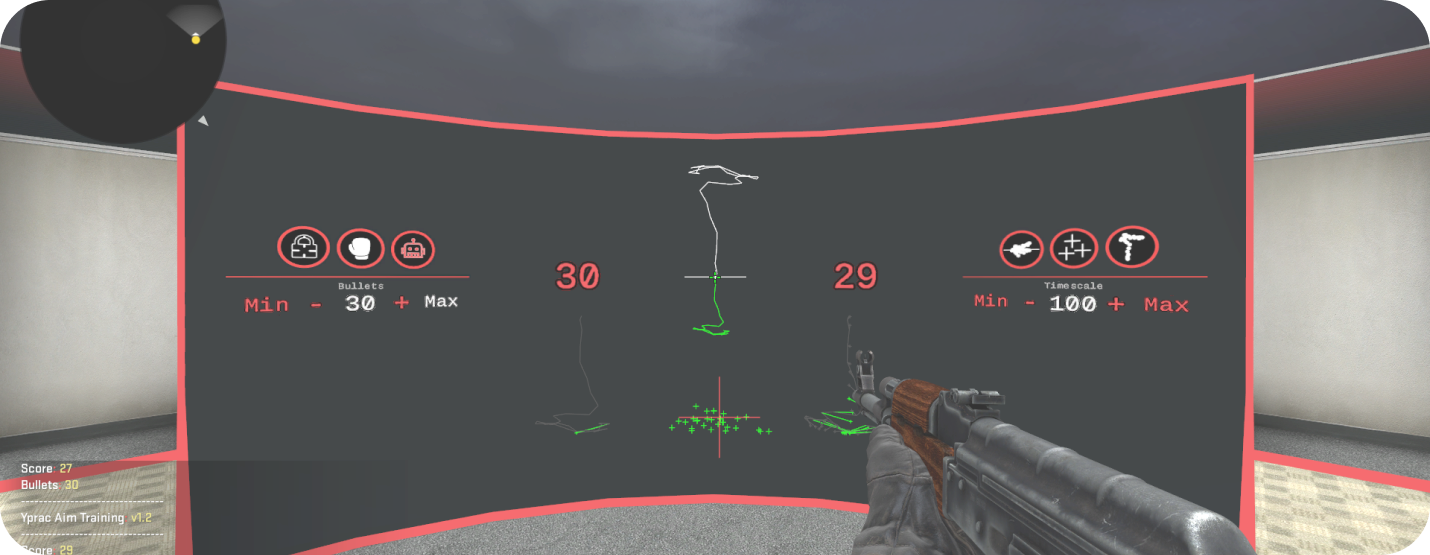 30
29
Bullets
Min - 30 + Max
Timescale
Min - 100 + Max
Score 27
Bullets 30
Yprac Aim Training v1.2
Score 29